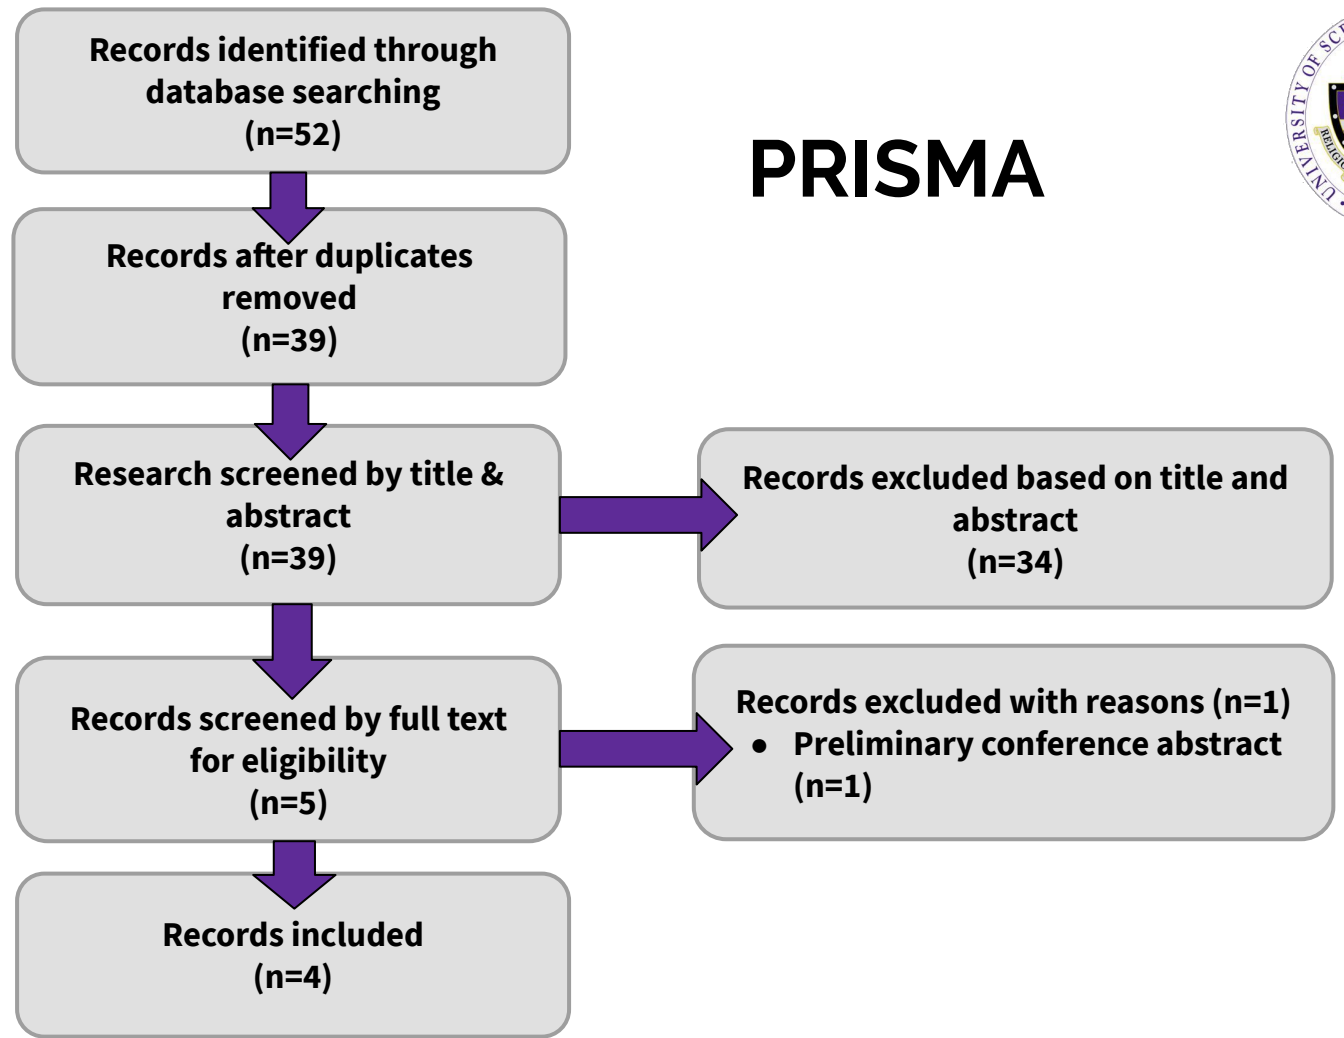 Records identified through
database searching
(n=52)
PRISMA
UNIVERSITY OF
Records after duplicates
removed
(n=39)
Research screened by title &
abstract
(n=39)
Records excluded based on title and
abstract
(n=34)
Records screened by full text
for eligibility
(n=5)
Records excluded with reasons (n=1)
● Preliminary conference abstract
(n=1)
Records included
(n=4)